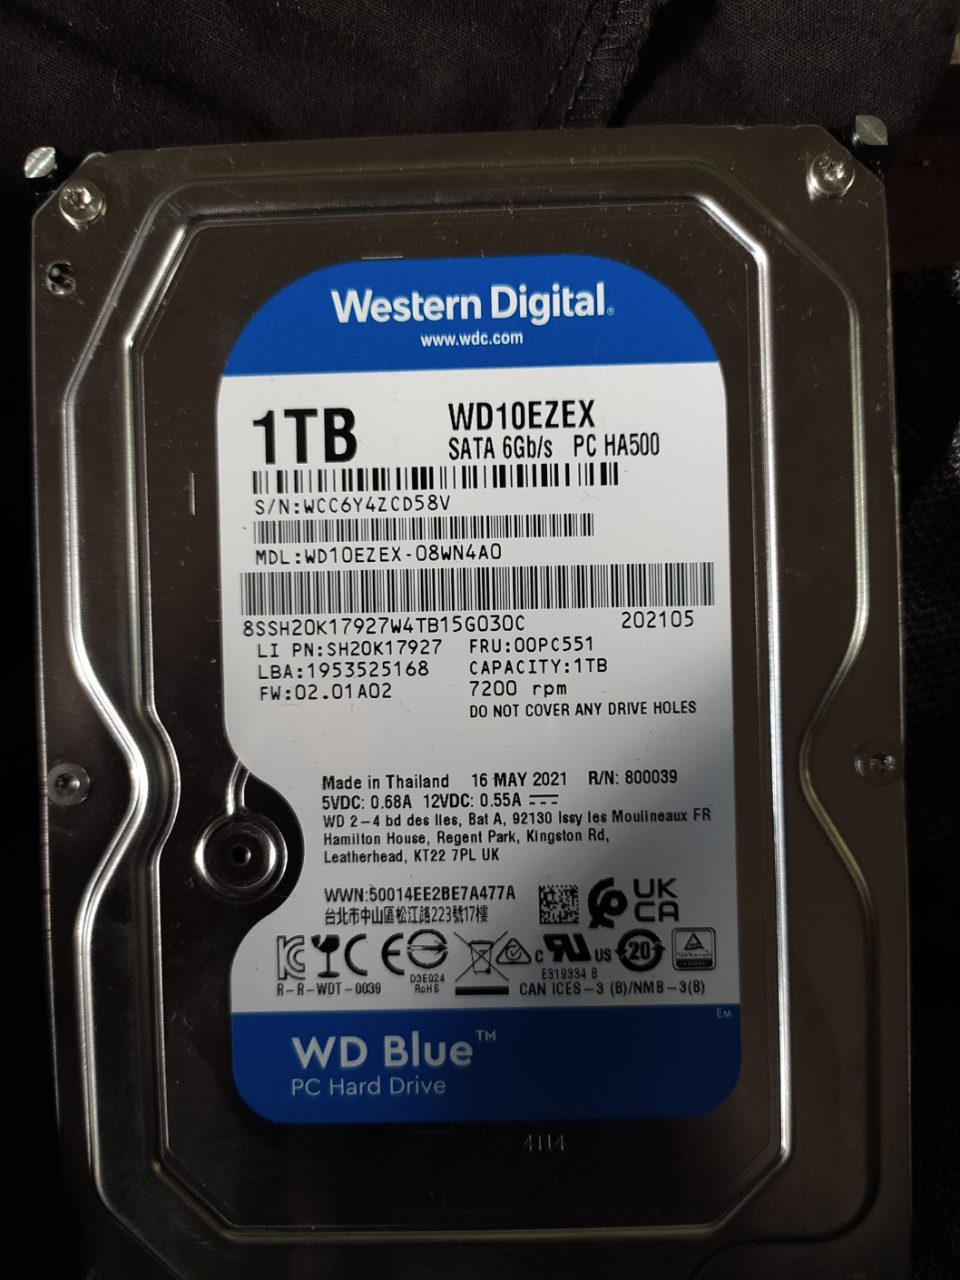 Western Digital®
www.wdc.com
1TB
WD10EZEX
SATA 6Gb/s PC HA500
S/N:WCC6Y4ZCD58V
MDL:WD10EZEX-08WN4A0
8SSH20K17927W4TB15G030C 202105
LI PN:SH20K17927 FRU:00PC551
LBA:1953525168 CAPACITY:1TB
FW:02.01A02 7200 rpm
DO NOT COVER ANY DRIVE HOLES
Made in Thailand 16 MAY 2021 R/N: 800039
5VDC: 0.68A 12VDC: 0.55A
WD 2-4 bd des Iles, Bat A, 92130 Issy les Moulineaux FR
Hamilton House, Regent Park, Kingston Rd,
Leatherhead, KT22 7PL UK
WWN:50014EE2BE7A477A
台北市中山區松江路223號17樓
UK
CA
CE
D3E024
RoHS
c UR US
20
E319334 B
R-R-WDT-0039
CAN ICES-3 (B)/NMB-3(B)
EM
WD Blue™
PC Hard Drive
4114